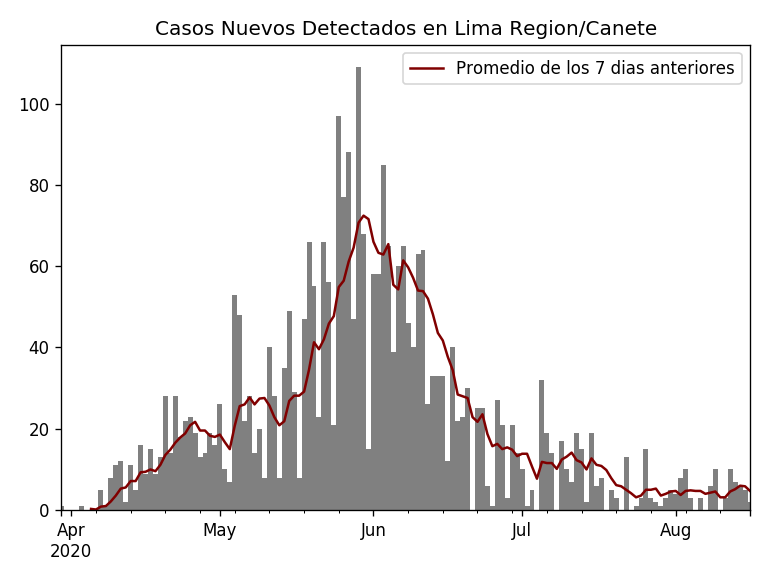 Casos Nuevos Detectados en Lima Region/Canete
Promedio de los 7 dias anteriores
100
80
60
40
20
0
Apr May Jun Jul Aug
2020